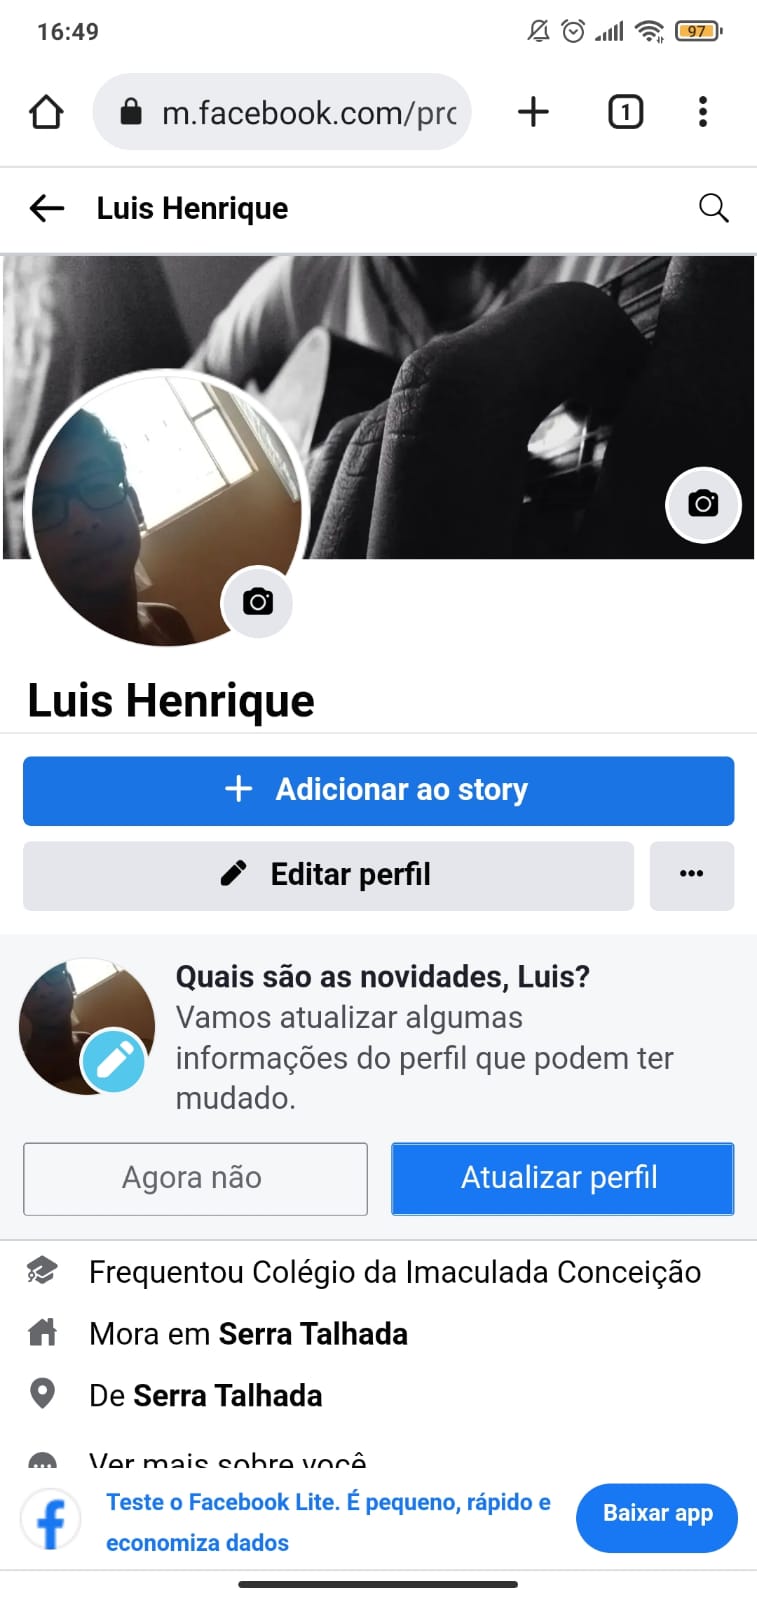 16:49
97
m.facebook.com/prc
1
Luis Henrique
Luis Henrique
Adicionar ao story
Editar perfil
Quais são as novidades, Luis?
Vamos atualizar algumas
informações do perfil que podem ter
mudado.
Agora não
Atualizar perfil
Frequentou Colégio da Imaculada Conceição
Mora em Serra Talhada
De Serra Talhada
Ver mais sobre você
Teste o Facebook Lite. É pequeno, rápido e
economiza dados
Baixar app